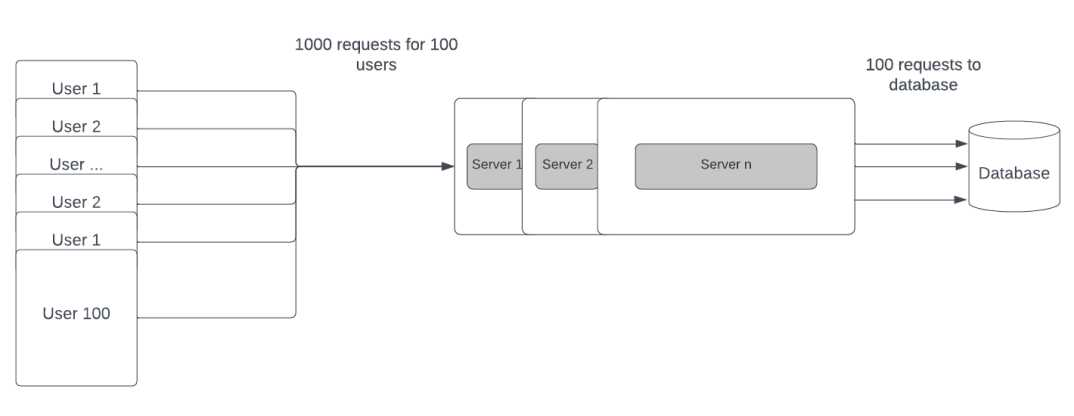 1000 requests for 100
users
100 requests to
database
User 1
User 2
User ...
User 2
User 1
User 100
Server 1
Server 2
Server n
Database